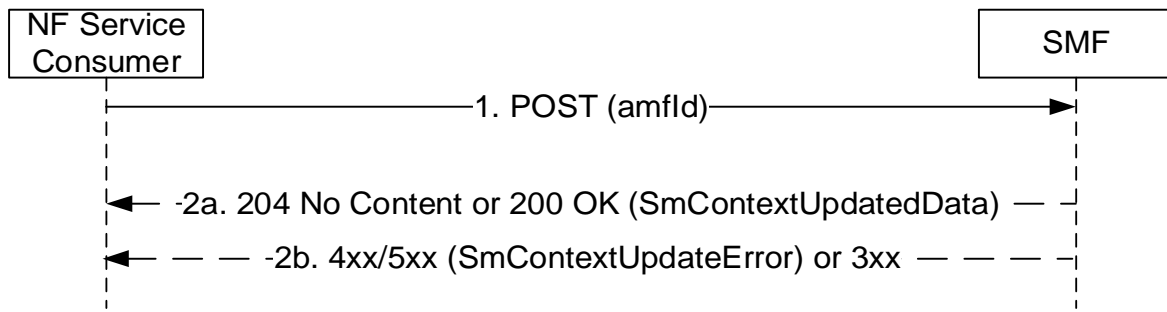 NF Service
Consumer
SMF
1. POST (amfId)
2a. 204 No Content or 200 OK (SmContextUpdatedData)
2b. 4xx/5xx (SmContextUpdateError) or 3xx